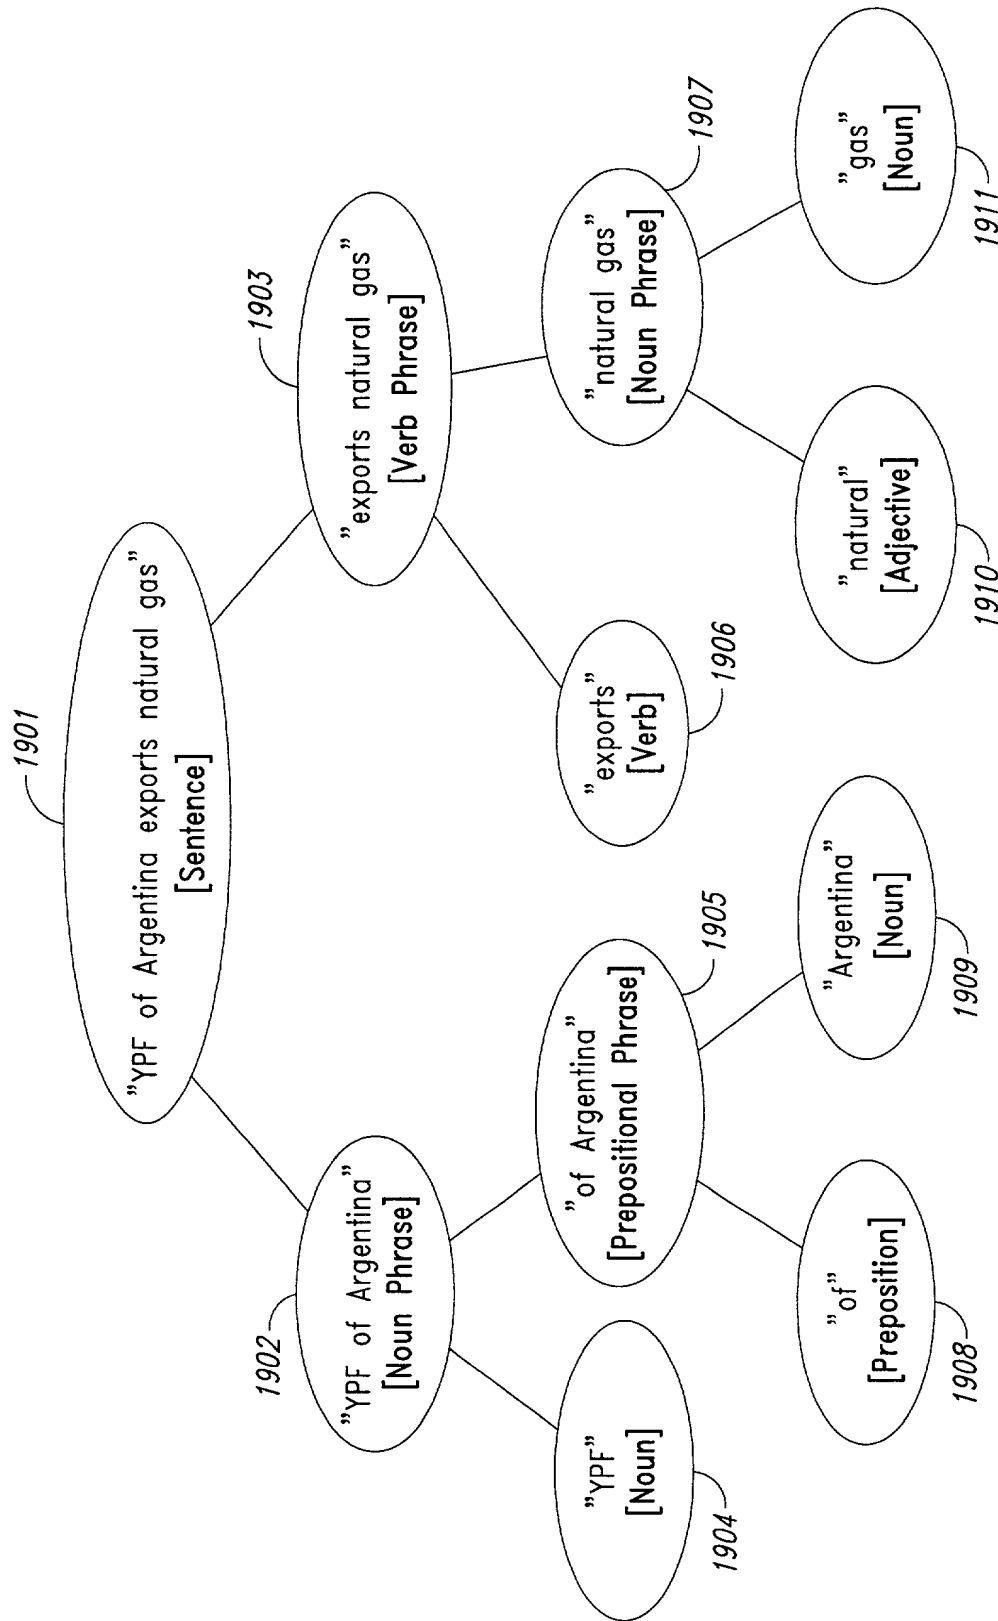 1901
”YPF of Argentina exports natural gas”
[Sentence]
1902
”YPF of Argentina”
[Noun Phrase]
1903
”exports natural gas”
[Verb Phrase]
”YPF”
[Noun]
1904
”of Argentina”
[Prepositional Phrase]
1905
”exports”
[Verb]
1906
”natural gas”
[Noun Phrase]
1907
”of”
[Preposition]
1908
”Argentina”
[Noun]
1909
”natural”
[Adjective]
1910
”gas”
[Noun]
1911